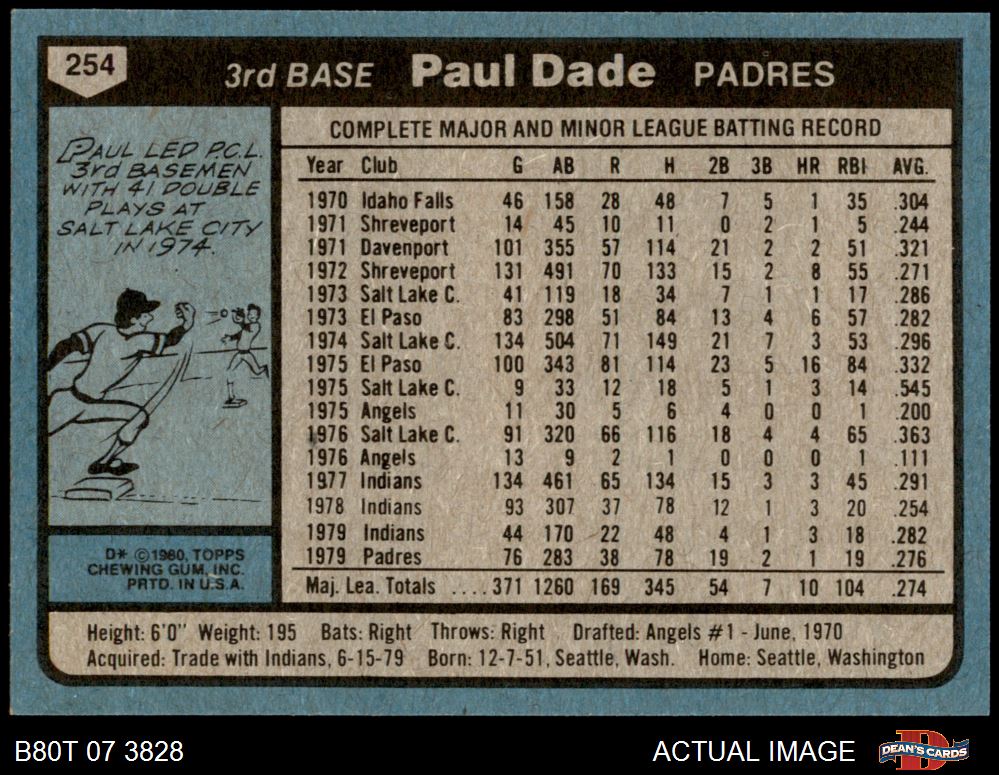 254
3rd BASE Paul Dade PADRES
PAUL LED P.C.L.
3rd BASEMEN
WITH 41 DOUBLE
PLAYS AT
SALT LAKE CITY
IN 1974.
D* ©1980, TOPPS
CHEWING GUM, INC.
PRTD. IN U.S.A.
COMPLETE MAJOR AND MINOR LEAGUE BATTING RECORD
Year Club G AB R H 2B 3B HR RBI AVG.
1970 Idaho Falls 46 158 28 48 7 5 1 35 .304
1971 Shreveport 14 45 10 11 0 2 1 5 .244
1971 Davenport 101 355 57 114 21 2 2 51 .321
1972 Shreveport 131 491 70 133 15 2 8 55 .271
1973 Salt Lake C. 41 119 18 34 7 1 1 17 .286
1973 El Paso 83 298 51 84 13 4 6 57 .282
1974 Salt Lake C. 134 504 71 149 21 7 3 53 .296
1975 El Paso 100 343 81 114 23 5 16 84 .332
1975 Salt Lake C. 9 33 12 18 5 1 3 14 .545
1975 Angels 11 30 5 6 4 0 0 1 .200
1976 Salt Lake C. 91 320 66 116 18 4 4 65 .363
1976 Angels 13 9 2 1 0 0 0 1 .111
1977 Indians 134 461 65 134 15 3 3 45 .291
1978 Indians 93 307 37 78 12 1 3 20 .254
1979 Indians 44 170 22 48 4 1 3 18 .282
1979 Padres 76 283 38 78 19 2 1 19 .276
Maj. Lea. Totals ....371 1260 169 345 54 7 10 104 .274
Height: 6'0" Weight: 195 Bats: Right Throws: Right Drafted: Angels #1 - June, 1970
Acquired: Trade with Indians, 6-15-79 Born: 12-7-51, Seattle, Wash. Home: Seattle, Washington
B80T 07 3828 ACTUAL IMAGE DEAN'S CARDS